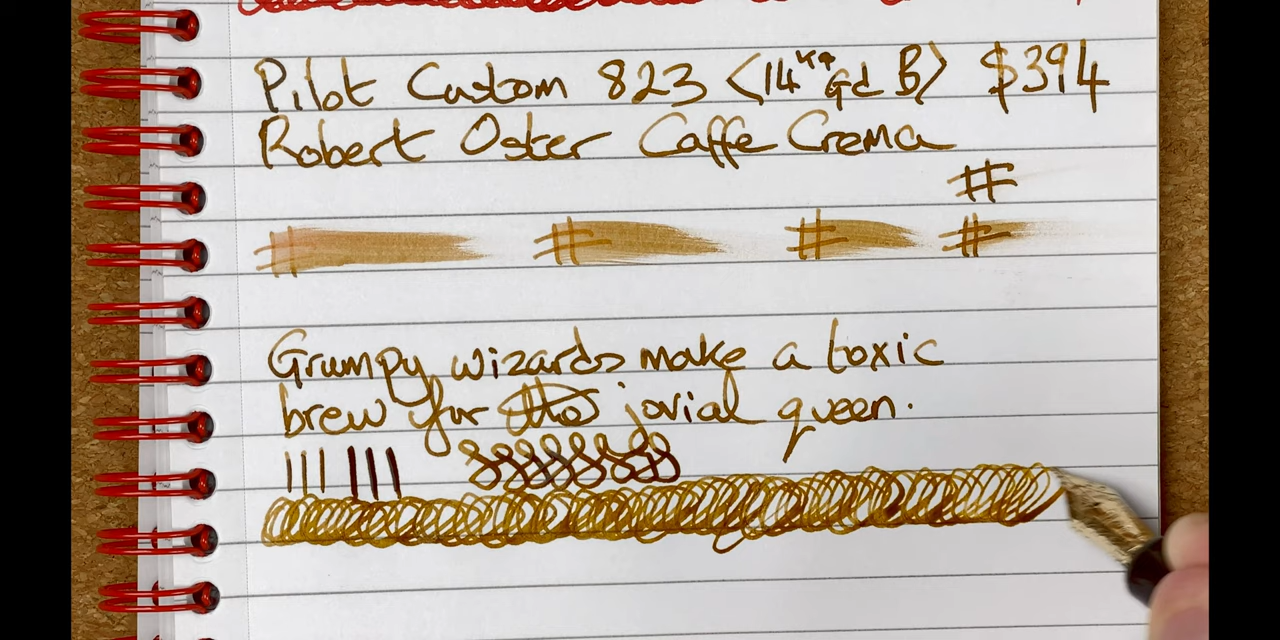 Pilot Custom 823 <14kt Gd B> $394
Robert Oster Caffe Crema
#
# # # #
Grumpy wizards make a toxic
brew for the jovial queen.